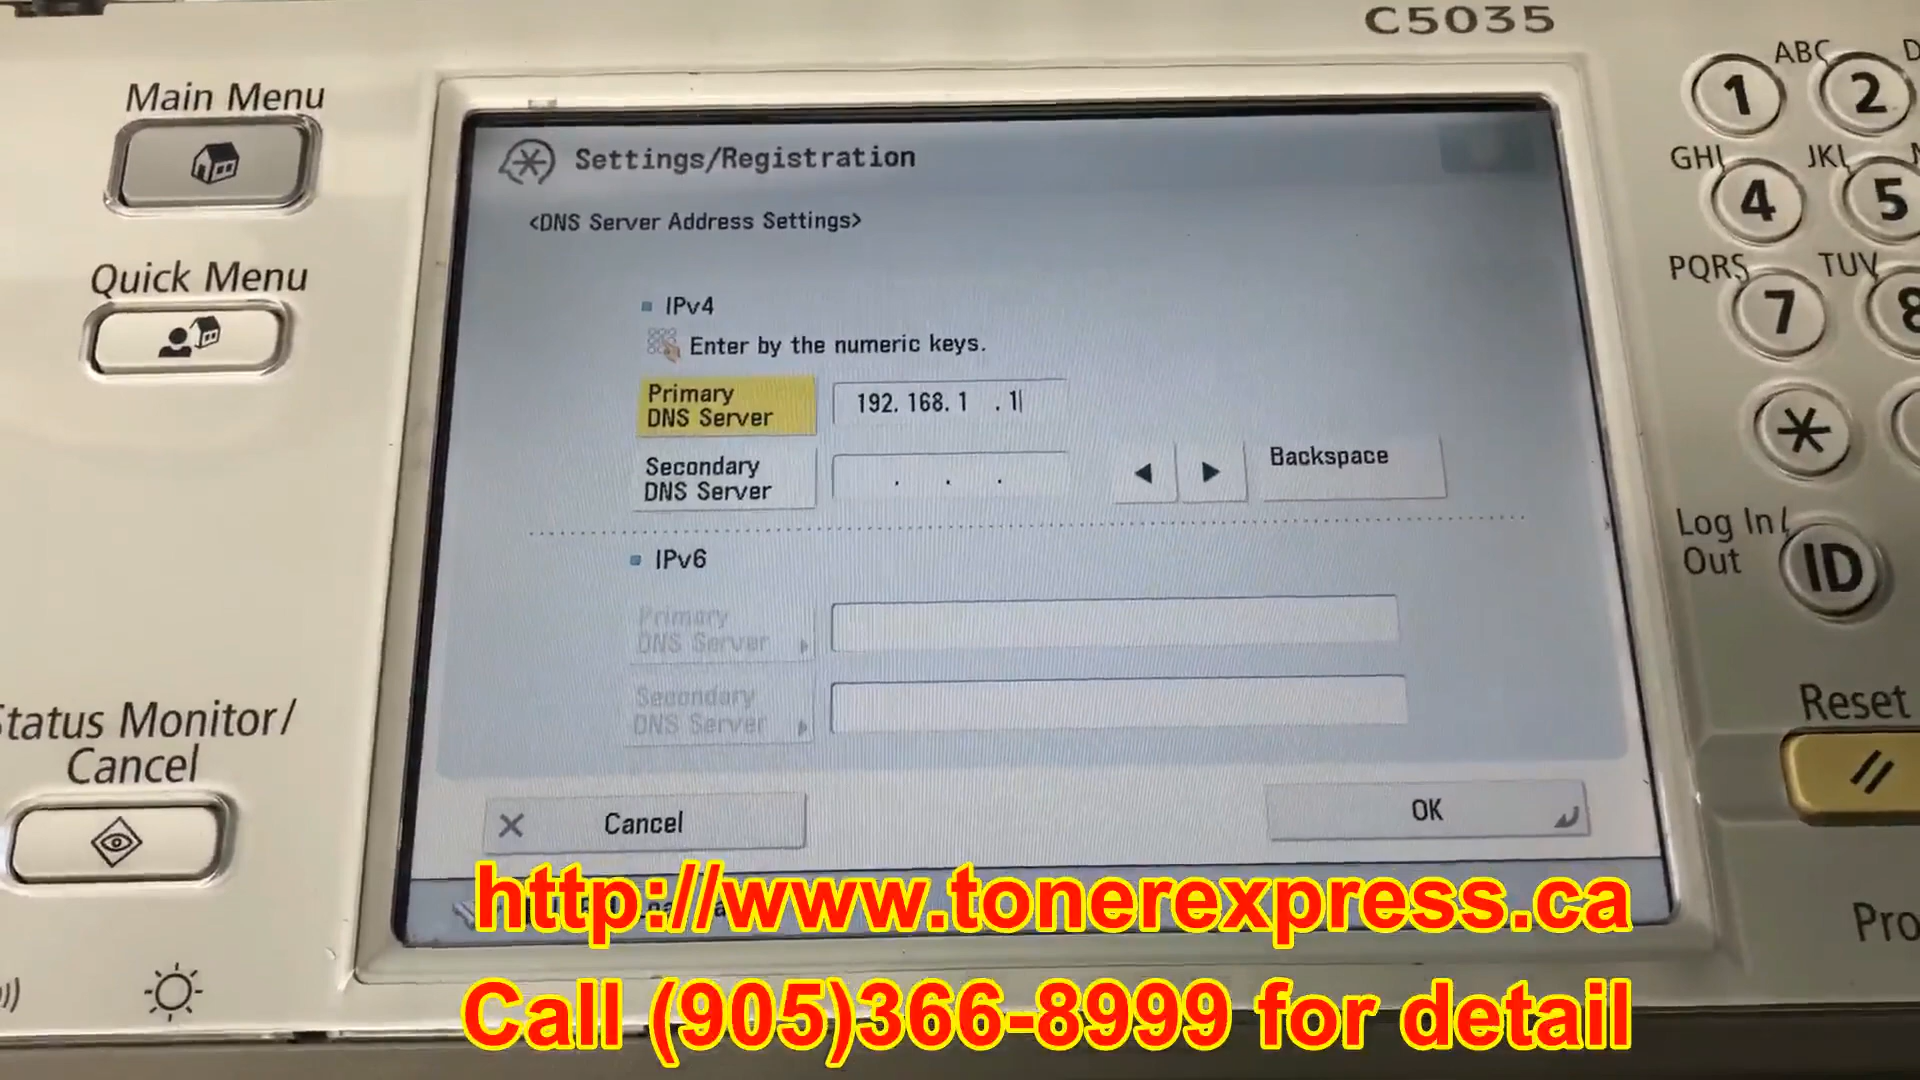 C5035
Main Menu
Quick Menu
Status Monitor/
Cancel
Settings/Registration
<DNS Server Address Settings>
IPv4
Enter by the numeric keys.
Primary
DNS Server
192. 168. 1 . 1
Secondary
DNS Server
. . .
Backspace
IPv6
Primary
DNS Server
Secondary
DNS Server
Cancel
OK
ABC
1
2
GHI
JKL
4
5
PQRS
TUV
7
8
Log In/
Out
ID
Reset
http://www.tonerexpress.ca
Call (905)366-8999 for detail